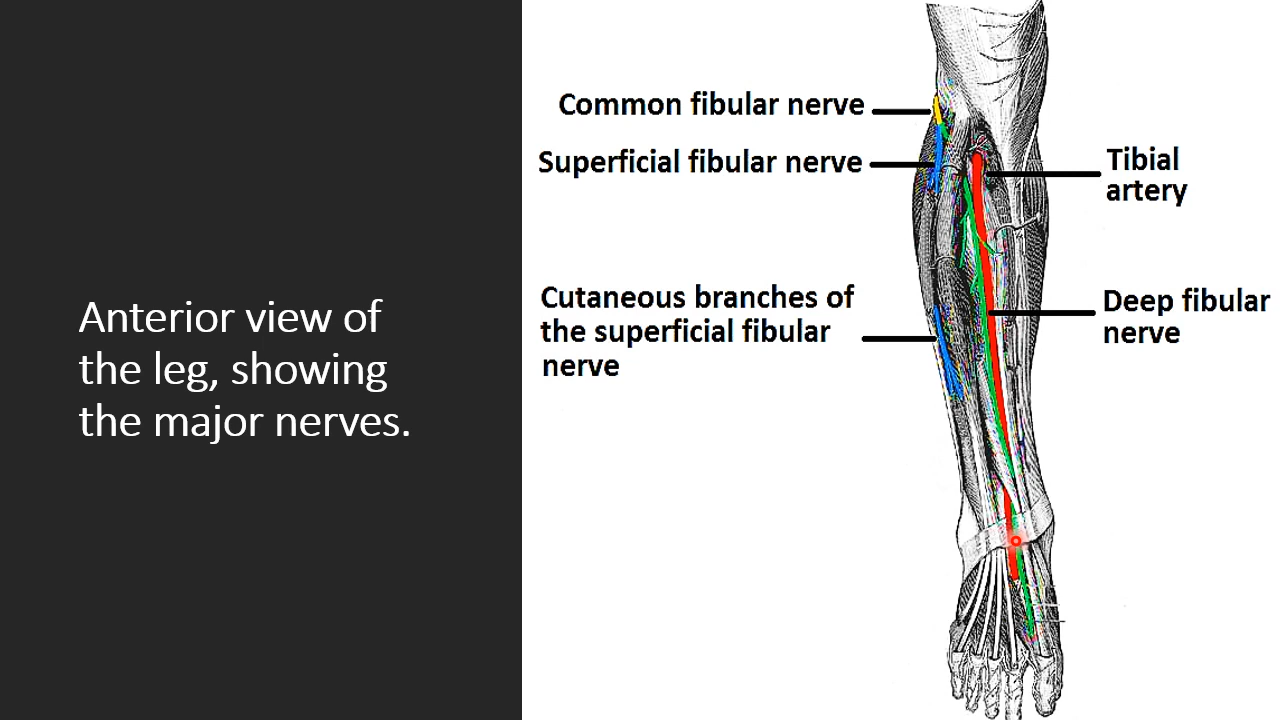 Anterior view of
the leg, showing
the major nerves.
Common fibular nerve
Superficial fibular nerve
Cutaneous branches of
the superficial fibular
nerve
Tibial
artery
Deep fibular
nerve